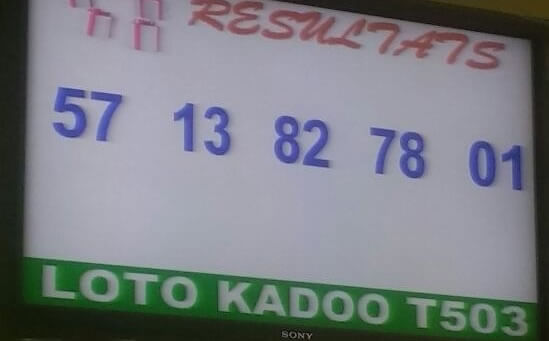 RESULTATS
57 13 82 78 01
LOTO KADOO T503
SONY